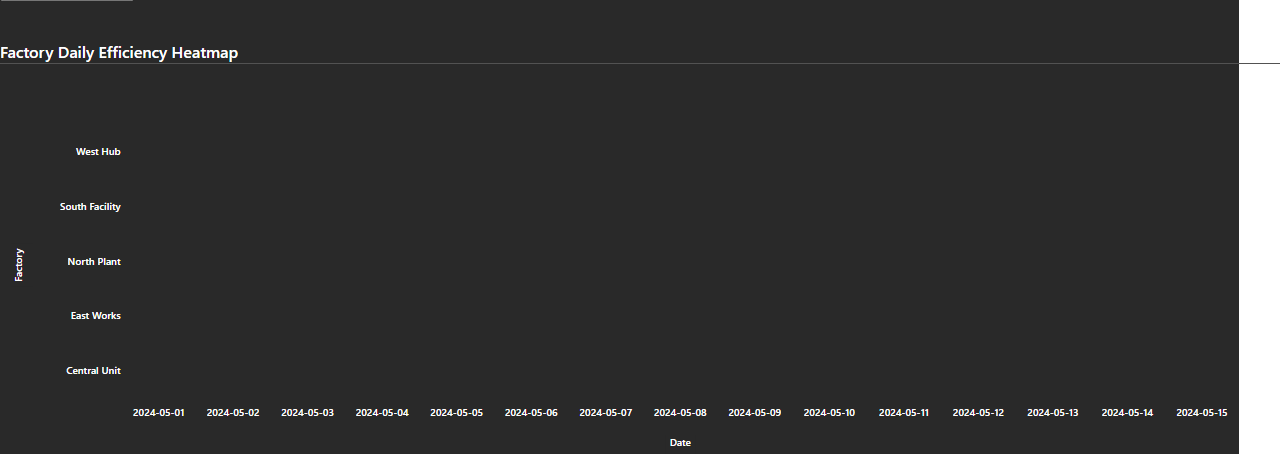 Factory Daily Efficiency Heatmap
West Hub
South Facility
North Plant
East Works
Central Unit
Factory
2024-05-01 2024-05-02 2024-05-03 2024-05-04 2024-05-05 2024-05-06 2024-05-07 2024-05-08 2024-05-09 2024-05-10 2024-05-11 2024-05-12 2024-05-13 2024-05-14 2024-05-15
Date